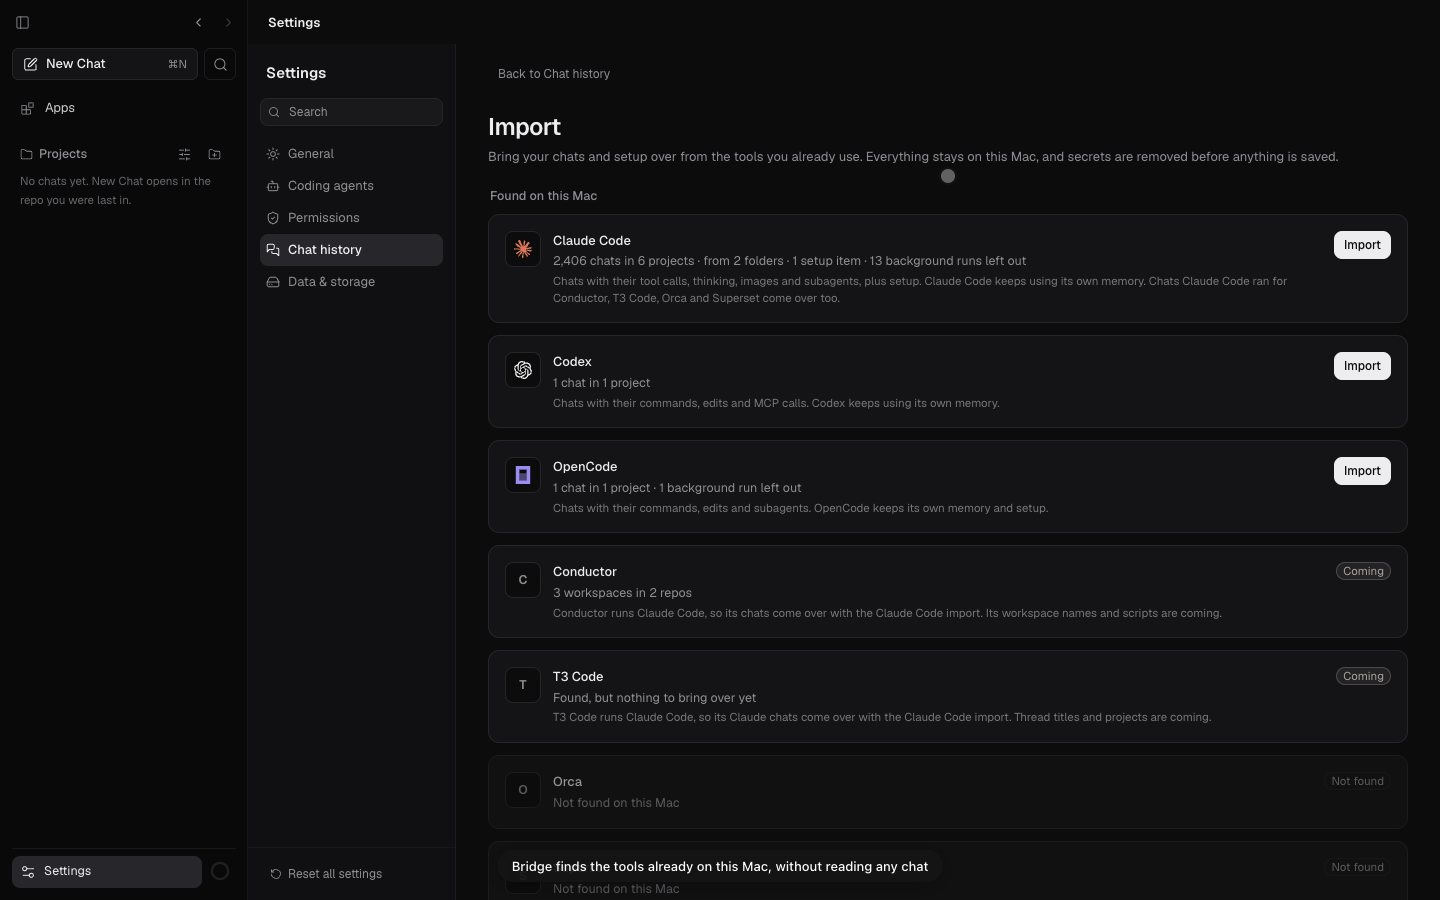 Settings
New Chat
⌘N
Apps
Projects
No chats yet. New Chat opens in the
repo you were last in.
Settings
Settings
Search
General
Coding agents
Permissions
Chat history
Data & storage
Reset all settings
Back to Chat history
Import
Bring your chats and setup over from the tools you already use. Everything stays on this Mac, and secrets are removed before anything is saved.
Found on this Mac
Claude Code
Import
2,406 chats in 6 projects · from 2 folders · 1 setup item · 13 background runs left out
Chats with their tool calls, thinking, images and subagents, plus setup. Claude Code keeps using its own memory. Chats Claude Code ran for
Conductor, T3 Code, Orca and Superset come over too.
Codex
Import
1 chat in 1 project
Chats with their commands, edits and MCP calls. Codex keeps using its own memory.
OpenCode
Import
1 chat in 1 project · 1 background run left out
Chats with their commands, edits and subagents. OpenCode keeps its own memory and setup.
C
Conductor
Coming
3 workspaces in 2 repos
Conductor runs Claude Code, so its chats come over with the Claude Code import. Its workspace names and scripts are coming.
T
T3 Code
Coming
Found, but nothing to bring over yet
T3 Code runs Claude Code, so its Claude chats come over with the Claude Code import. Thread titles and projects are coming.
O
Orca
Not found
Not found on this Mac
Bridge finds the tools already on this Mac, without reading any chat
Not found
Not found on this Mac